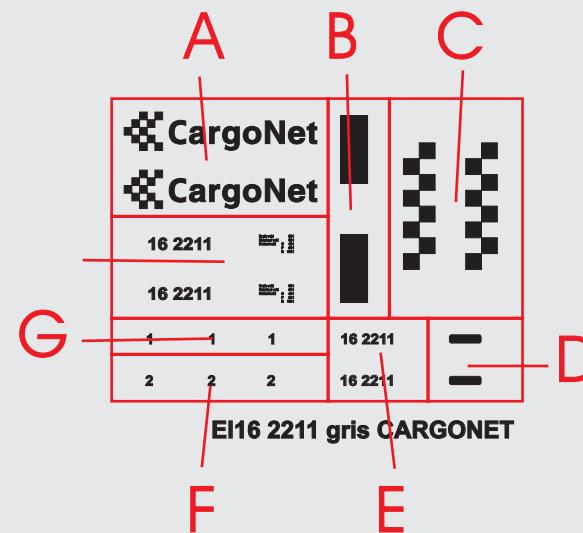 A B C
CargoNet
CargoNet
16 2211
16 2211
G
1 1 1
16 2211
D
2 2 2
16 2211
El16 2211 gris CARGONET
F
E